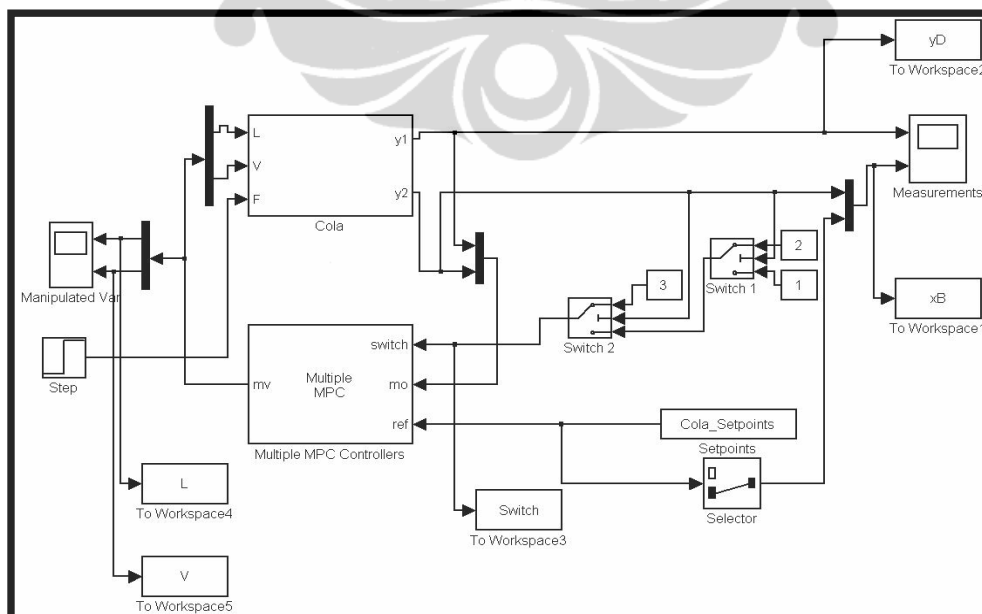 yD
To Workspace2
L
V
F
y1
y2
Cola
Measurements
Manipulated Var
2
1
Switch 1
3
Switch 2
xB
To Workspace1
Step
switch
mo
ref
mv
Multiple
MPC
Multiple MPC Controllers
Cola_Setpoints
Setpoints
Selector
L
To Workspace4
Switch
To Workspace3
V
To Workspace5